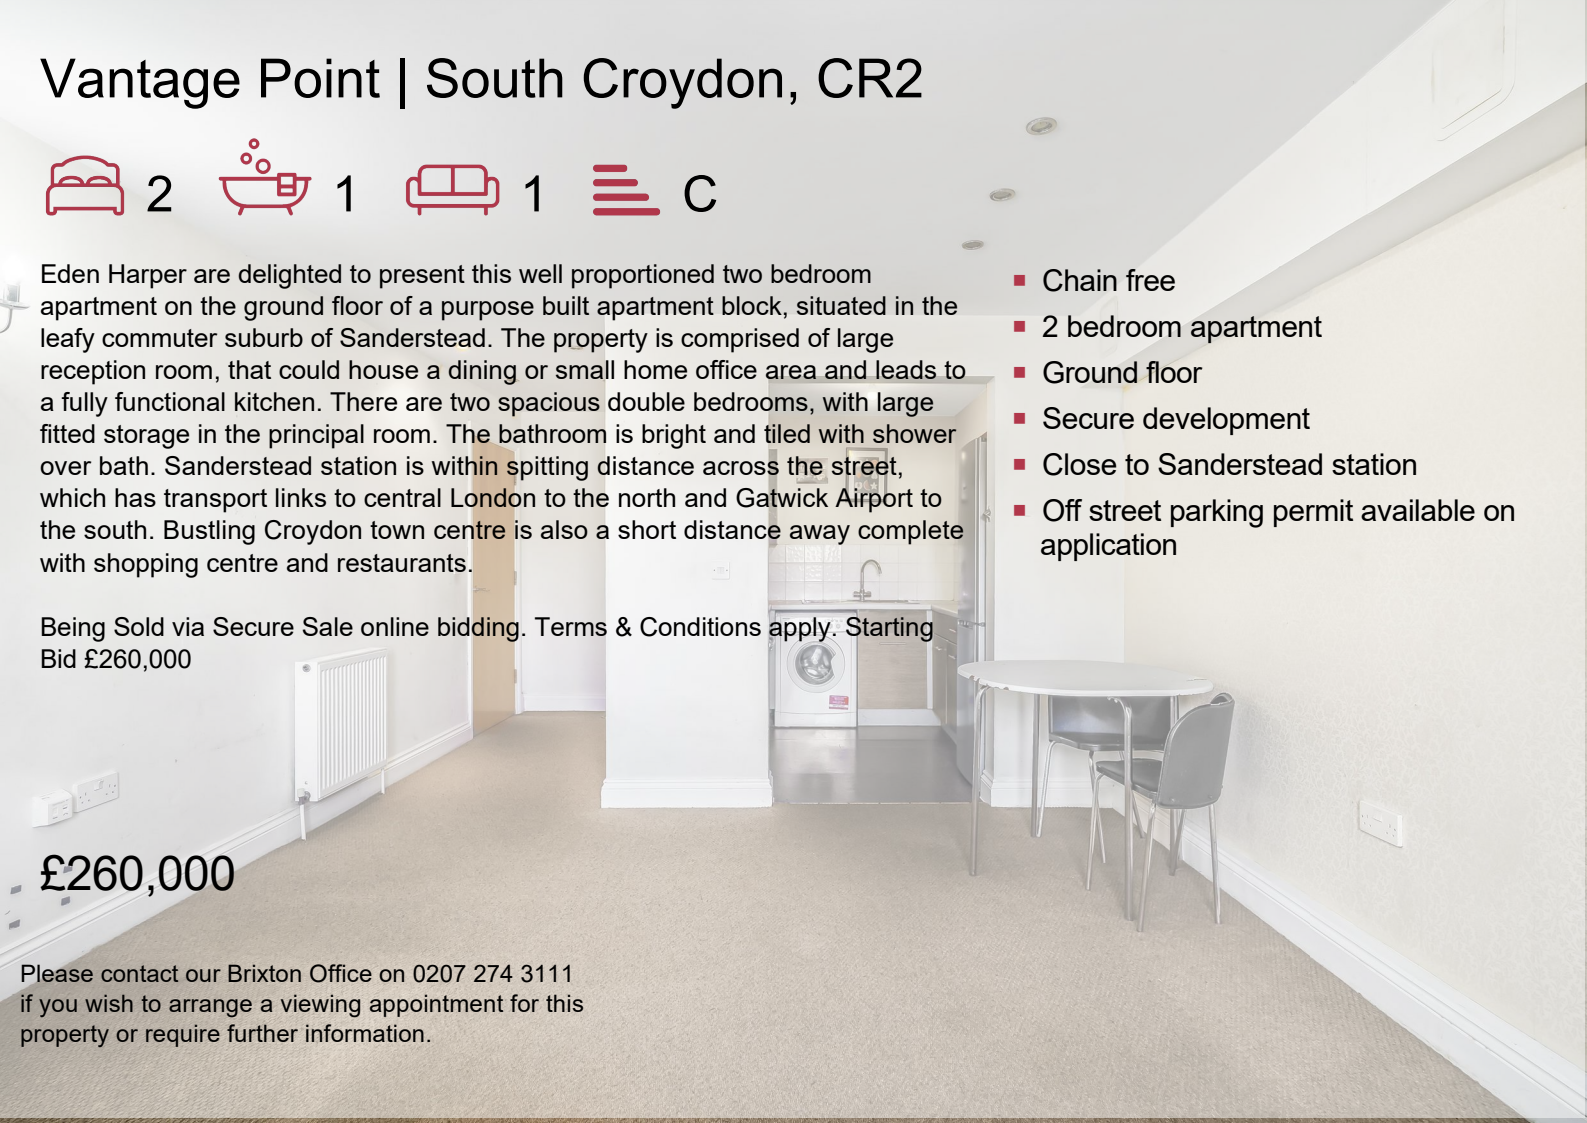 Vantage Point | South Croydon, CR2
2 1 1 C
Eden Harper are delighted to present this well proportioned two bedroom
apartment on the ground floor of a purpose built apartment block, situated in the
leafy commuter suburb of Sanderstead. The property is comprised of large
reception room, that could house a dining or small home office area and leads to
a fully functional kitchen. There are two spacious double bedrooms, with large
fitted storage in the principal room. The bathroom is bright and tiled with shower
over bath. Sanderstead station is within spitting distance across the street,
which has transport links to central London to the north and Gatwick Airport to
the south. Bustling Croydon town centre is also a short distance away complete
with shopping centre and restaurants.
Being Sold via Secure Sale online bidding. Terms & Conditions apply. Starting
Bid £260,000
Chain free
2 bedroom apartment
Ground floor
Secure development
Close to Sanderstead station
Off street parking permit available on
application
£260,000
Please contact our Brixton Office on 0207 274 3111
if you wish to arrange a viewing appointment for this
property or require further information.